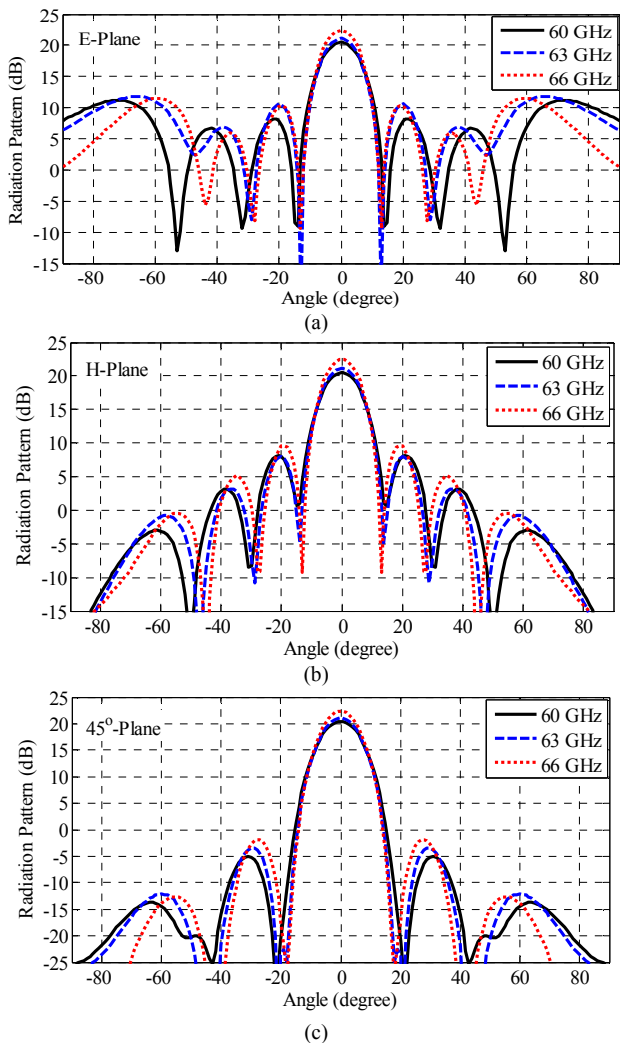 E-Plane
60 GHz
63 GHz
66 GHz
Radiation Pattern (dB)
25
20
15
10
5
0
-5
-10
-15
-80 -60 -40 -20 0 20 40 60 80
Angle (degree)
(a)
H-Plane
60 GHz
63 GHz
66 GHz
Radiation Pattern (dB)
25
20
15
10
5
0
-5
-10
-15
-80 -60 -40 -20 0 20 40 60 80
Angle (degree)
(b)
45°-Plane
60 GHz
63 GHz
66 GHz
Radiation Pattern (dB)
25
20
15
10
5
0
-5
-10
-15
-20
-25
-80 -60 -40 -20 0 20 40 60 80
Angle (degree)
(c)